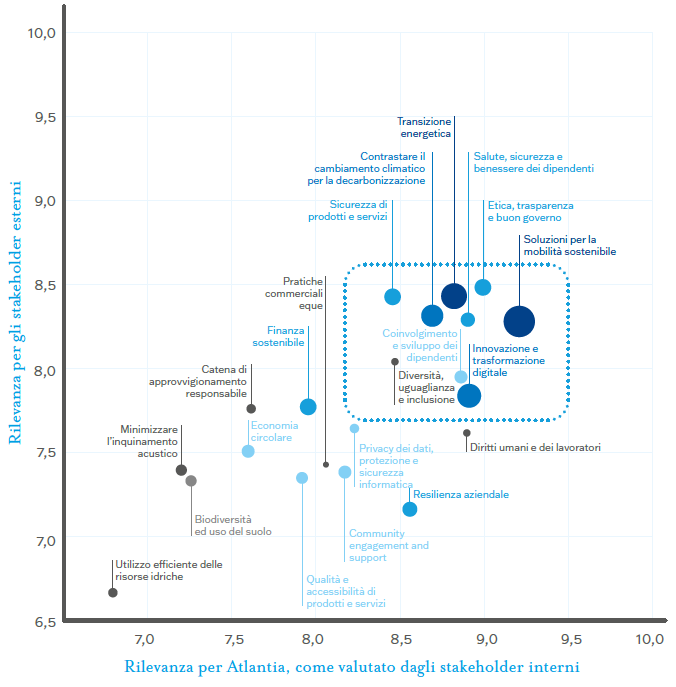 10,0
9,5
9,0
8,5
8,0
7,5
7,0
6,5
Rilevanza per gli stakeholder estermi
Transizione
energetica
Contrastare il
cambiamento climatico
per la decarbonizzazione
Salute, sicurezza e
benessere dei dipendenti
Sicurezza di
prodotti e servizi
Etica, trasparenza
e buon governo
Soluzioni per la
mobilità sostenibile
Pratiche
commerciali
eque
Finanza
sostenibile
Coinvolgimento
e sviluppo dei
dipendenti
Innovazione e
trasformazione
digitale
Catena di
approvvigionamento
responsabile
Diversità,
uguaglianza
e inclusione
Minimizzare
l'inquinamento
acustico
Economia
circolare
Privacy dei dati,
protezione e
sicurezza
informatica
Diritti umani e dei lavoratori
Resilienza aziendale
Biodiversità
ed uso del suolo
Community
engagement and
support
Utilizzo efficiente delle
risorse idriche
Qualità e
accessibilità di
prodotti e servizi
7,0
7,5
8,0
8,5
9,0
9,5
10,0
Rilevanza per Atlantia, come valutato dagli stakeholder interni